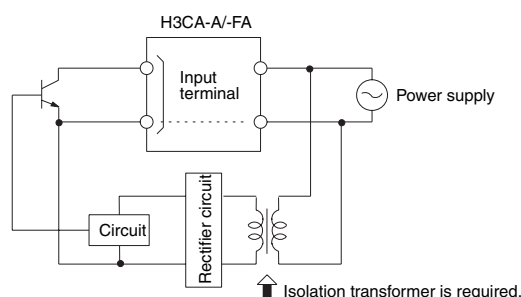 H3CA-A/-FA
Input
terminal
Power supply
Circuit
Rectifier circuit
Isolation transformer is required.